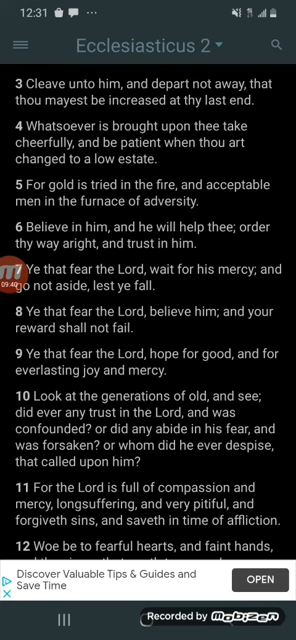 12:31
Ecclesiasticus 2
3 Cleave unto him, and depart not away, that
thou mayest be increased at thy last end.
4 Whatsoever is brought upon thee take
cheerfully, and be patient when thou art
changed to a low estate.
5 For gold is tried in the fire, and acceptable
men in the furnace of adversity.
6 Believe in him, and he will help thee; order
thy way aright, and trust in him.
7 Ye that fear the Lord, wait for his mercy; and
go not aside, lest ye fall.
09:40
8 Ye that fear the Lord, believe him; and your
reward shall not fail.
9 Ye that fear the Lord, hope for good, and for
everlasting joy and mercy.
10 Look at the generations of old, and see;
did ever any trust in the Lord, and was
confounded? or did any abide in his fear, and
was forsaken? or whom did he ever despise,
that called upon him?
11 For the Lord is full of compassion and
mercy, longsuffering, and very pitiful, and
forgiveth sins, and saveth in time of affliction.
12 Woe be to fearful hearts, and faint hands,
Discover Valuable Tips & Guides and
Save Time
OPEN
Recorded by Mobizen